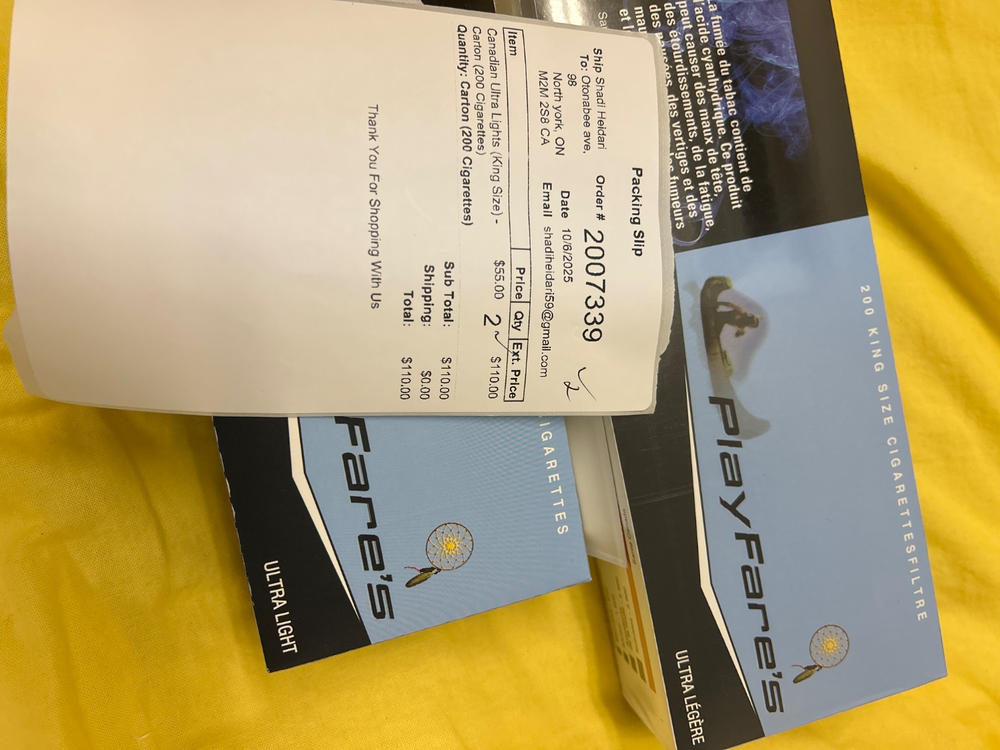 Packing Slip
Ship Shadi Heidari
To: Otonabee ave,
98
North york, ON
M2M 2S8 CA
Order # 2007339
Date 10/6/2025
Email shadiheidari59@gmail.com
2
Item Price Qty Ext. Price
Canadian Ultra Lights (King Size) - $55.00 2 $110.00
Carton (200 Cigarettes)
Quantity: Carton (200 Cigarettes)
Sub Total: $110.00
Shipping: $0.00
Total: $110.00
Thank You For Shopping With Us
La fumée du tabac contient de
l'acide cyanhydrique. Ce produit
peut causer des maux de tête,
des étourdissements, de la fatigue,
des vertiges et des
fumeurs
200 KING SIZE CIGARETTESFILTRE
PlayFare's
ULTRA LÉGÈRE
IGARETTES
Fare's
ULTRA LIGHT